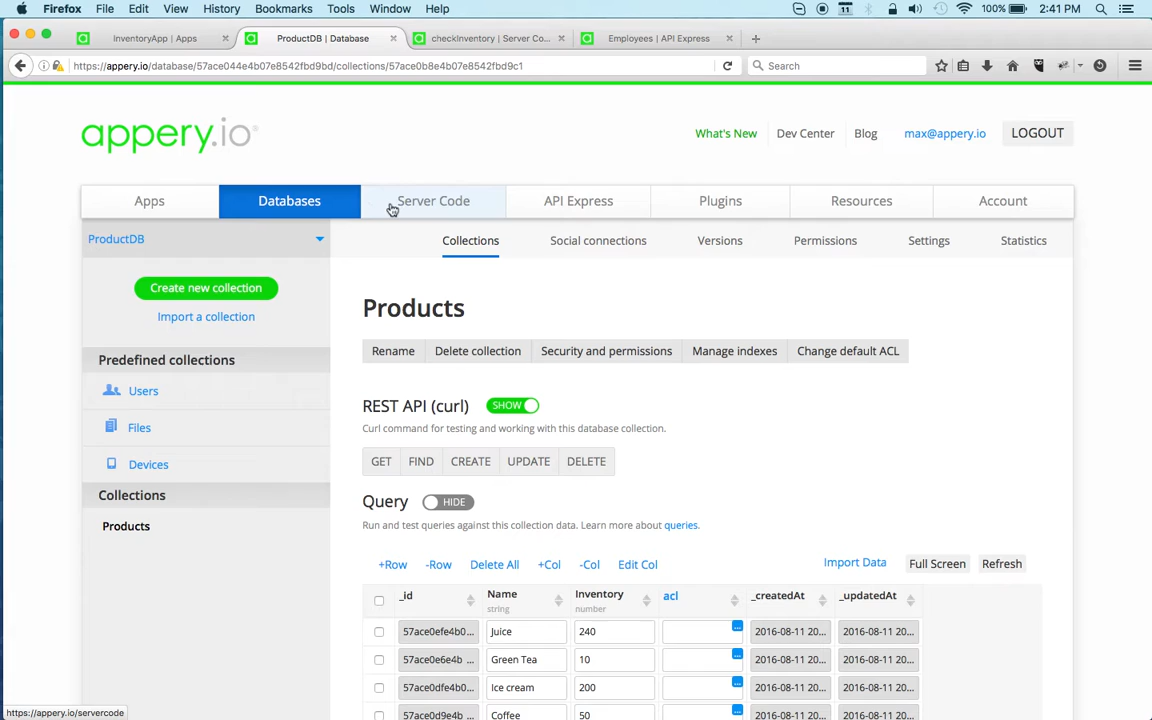 Firefox File Edit View History Bookmarks Tools Window Help 11 100% 2:41 PM
InventoryApp | Apps ProductDB | Database checkInventory | Server Co... Employees | API Express
https://appery.io/database/57ace044e4b07e8542fbd9bd/collections/57ace0b8e4b07e8542fbd9c1 Search
appery.io What's New Dev Center Blog max@appery.io LOGOUT
Apps Databases Server Code API Express Plugins Resources Account
ProductDB Collections Social connections Versions Permissions Settings Statistics
Create new collection
Import a collection
Products
Predefined collections
Rename Delete collection Security and permissions Manage indexes Change default ACL
Users
Files
Devices
Collections
Products
REST API (curl) SHOW
Curl command for testing and working with this database collection.
GET FIND CREATE UPDATE DELETE
Query HIDE
Run and test queries against this collection data. Learn more about queries.
+Row -Row Delete All +Col -Col Edit Col Import Data Full Screen Refresh
_id Name Inventory acl _createdAt _updatedAt
string number
57ace0efe4b0... Juice 240 ... 2016-08-11 20... 2016-08-11 20...
57ace0e6e4b ... Green Tea 10 ... 2016-08-11 20... 2016-08-11 20...
57ace0dfe4b0... Ice cream 200 ... 2016-08-11 20... 2016-08-11 20...
57ace0d9e4b ... Coffee 50 ... 2016-08-11 20... 2016-08-11 20...
https://appery.io/servercode